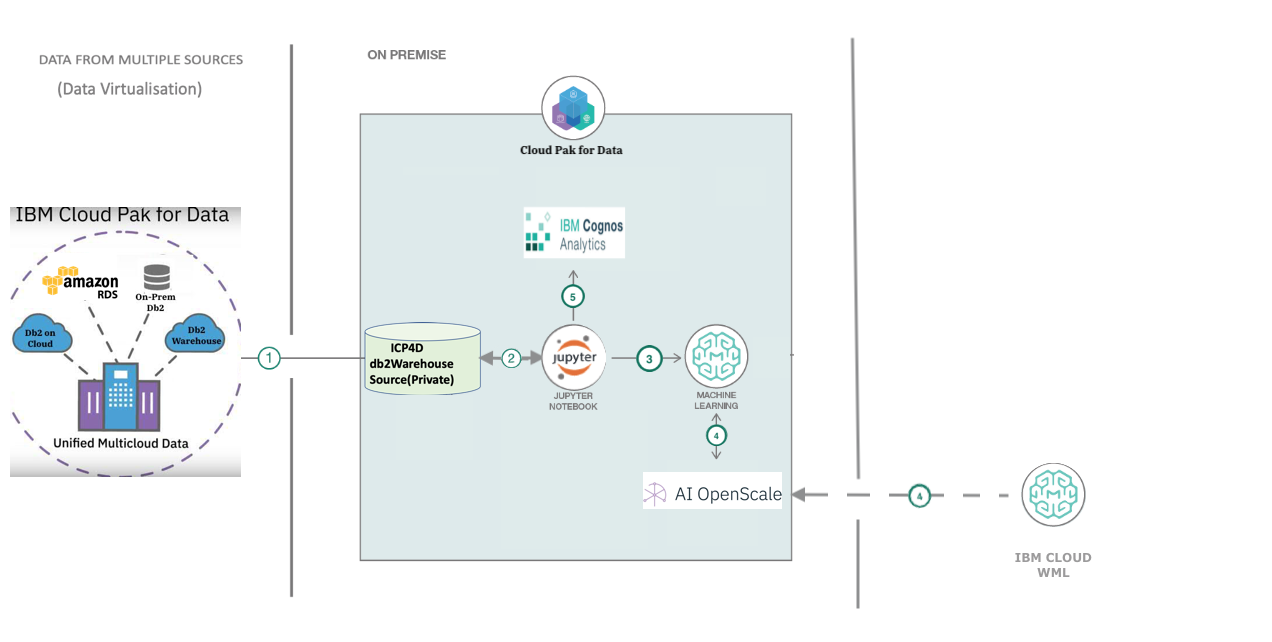 DATA FROM MULTIPLE SOURCES
(Data Virtualisation)
ON PREMISE
Cloud Pak for Data
IBM Cloud Pak for Data
amazon
RDS
On-Prem
Db2
Db2 on
Cloud
Db2
Warehouse
Unified Multicloud Data
1
ICP4D
db2Warehouse
Source(Private)
2
IBM Cognos
Analytics
5
jupyter
JUPYTER
NOTEBOOK
3
MACHINE
LEARNING
4
AI OpenScale
4
IBM CLOUD
WML